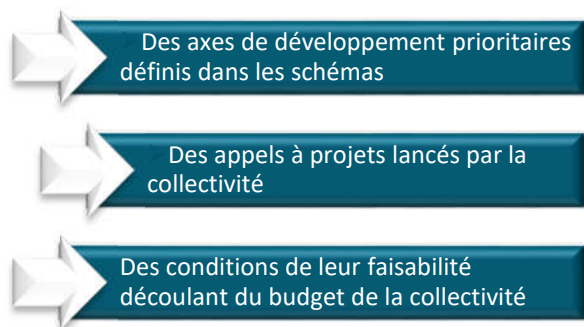 Des axes de développement prioritaires
définis dans les schémas
Des appels à projets lancés par la
collectivité
Des conditions de leur faisabilité
découlant du budget de la collectivité